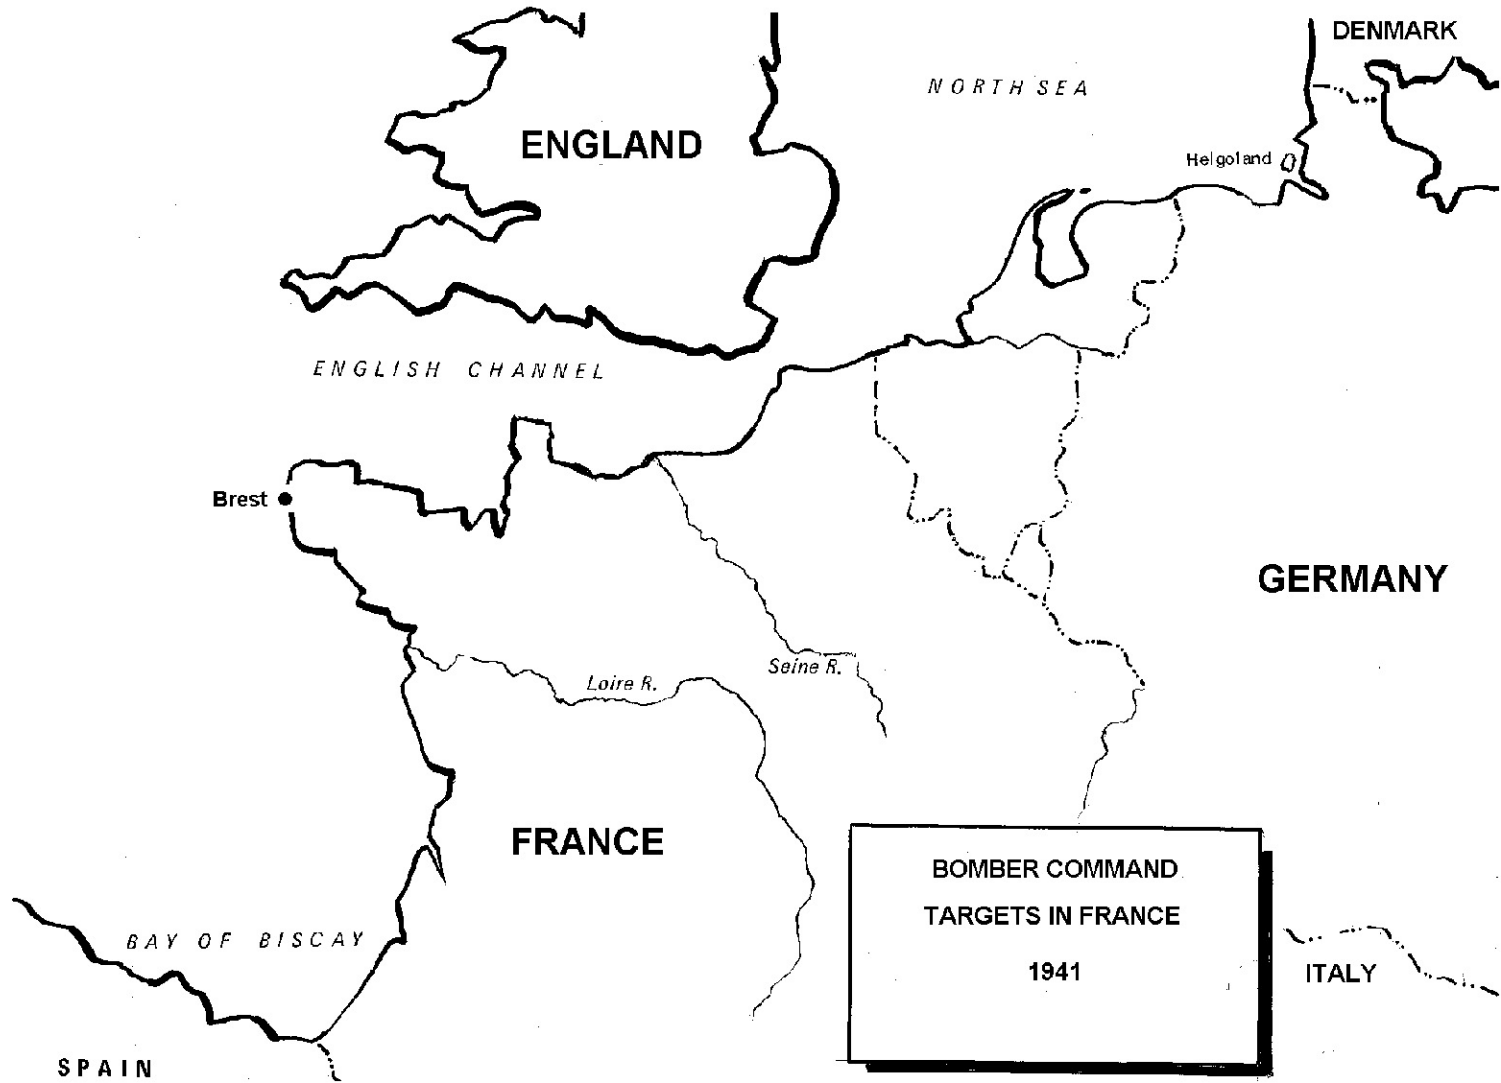 DENMARK
NORTH SEA
ENGLAND
Helgoland
ENGLISH CHANNEL
Brest
GERMANY
Seine R.
Loire R.
FRANCE
BOMBER COMMAND
TARGETS IN FRANCE
1941
BAY OF BISCAY
ITALY
SPAIN